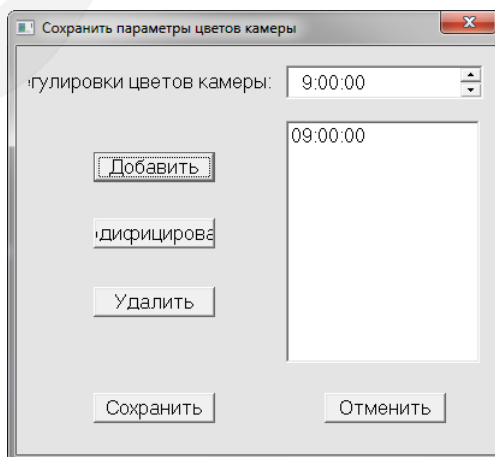 Сохранить параметры цветов камеры
гулировки цветов камеры:
9:00:00
09:00:00
Добавить
дифицирова
Удалить
Сохранить
Отменить